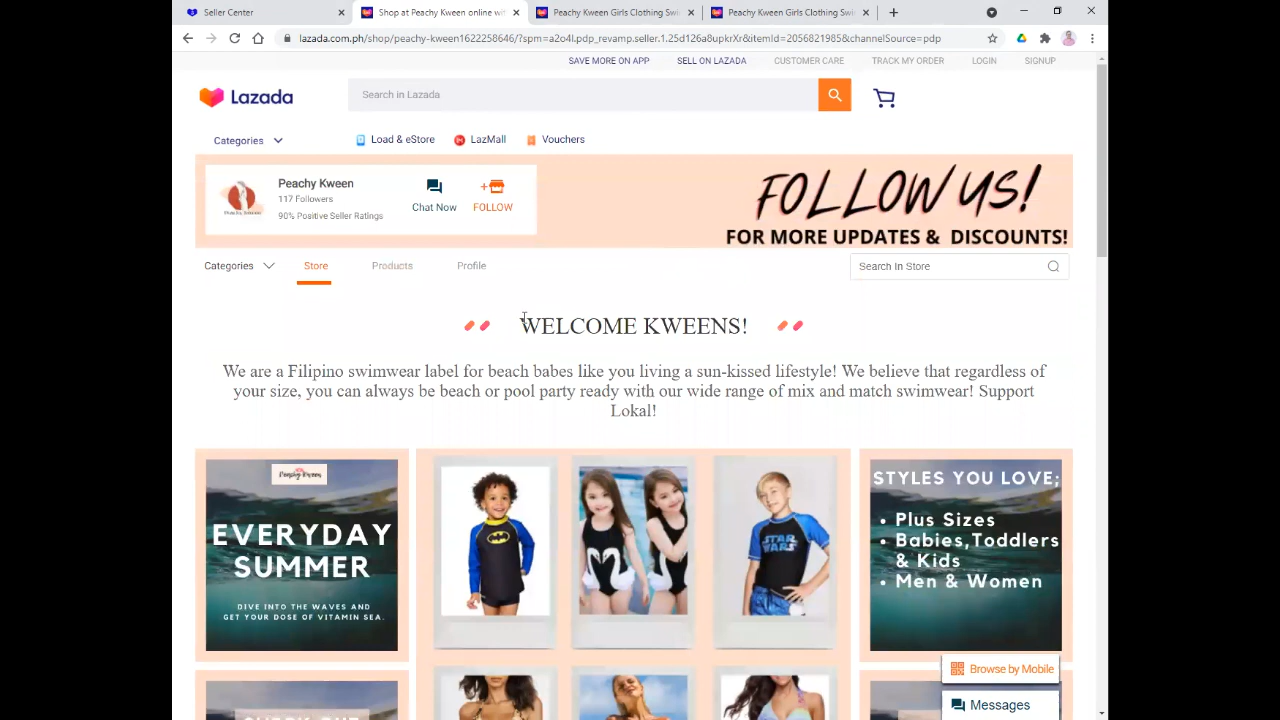 Seller Center
Shop at Peachy Kween online wit
Peachy Kween Girls Clothing Swi
Peachy Kween Girls Clothing Swi
lazada.com.ph/shop/peachy-kween1622258646/?spm=a2o4l.pdp_revamp.seller.1.25d126a8upkrXr&itemId=2056821985&channelSource=pdp
SAVE MORE ON APP SELL ON LAZADA CUSTOMER CARE TRACK MY ORDER LOGIN SIGNUP
Lazada
Search in Lazada
Categories Load & eStore LazMall Vouchers
Peachy Kween
117 Followers
90% Positive Seller Ratings
Chat Now
FOLLOW
FOLLOW US!
FOR MORE UPDATES & DISCOUNTS!
Categories Store Products Profile Search In Store
WELCOME KWEENS!
We are a Filipino swimwear label for beach babes like you living a sun-kissed lifestyle! We believe that regardless of
your size, you can always be beach or pool party ready with our wide range of mix and match swimwear! Support
Lokal!
Peachy Kween
EVERYDAY
SUMMER
DIVE INTO THE WAVES AND
GET YOUR DOSE OF VITAMIN SEA.
STAR
WARS
STYLES YOU LOVE;
• Plus Sizes
• Babies,Toddlers
& Kids
• Men & Women
Browse by Mobile
Messages